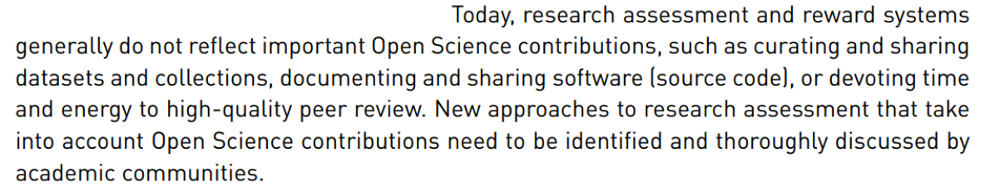 Today, research assessment and reward systems
generally do not reflect important Open Science contributions, such as curating and sharing
datasets and collections, documenting and sharing software (source code), or devoting time
and energy to high-quality peer review. New approaches to research assessment that take
into account Open Science contributions need to be identified and thoroughly discussed by
academic communities.